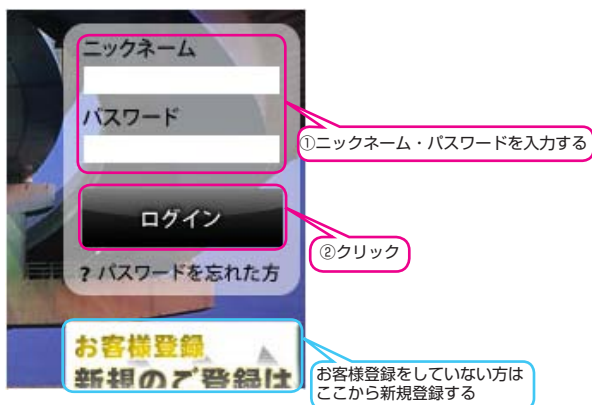 ニックネーム
パスワード
①ニックネーム・パスワードを入力する
ログイン
②クリック
? パスワードを忘れた方
お客様登録
新規のご登録は
お客様登録をしていない方は
ここから新規登録する